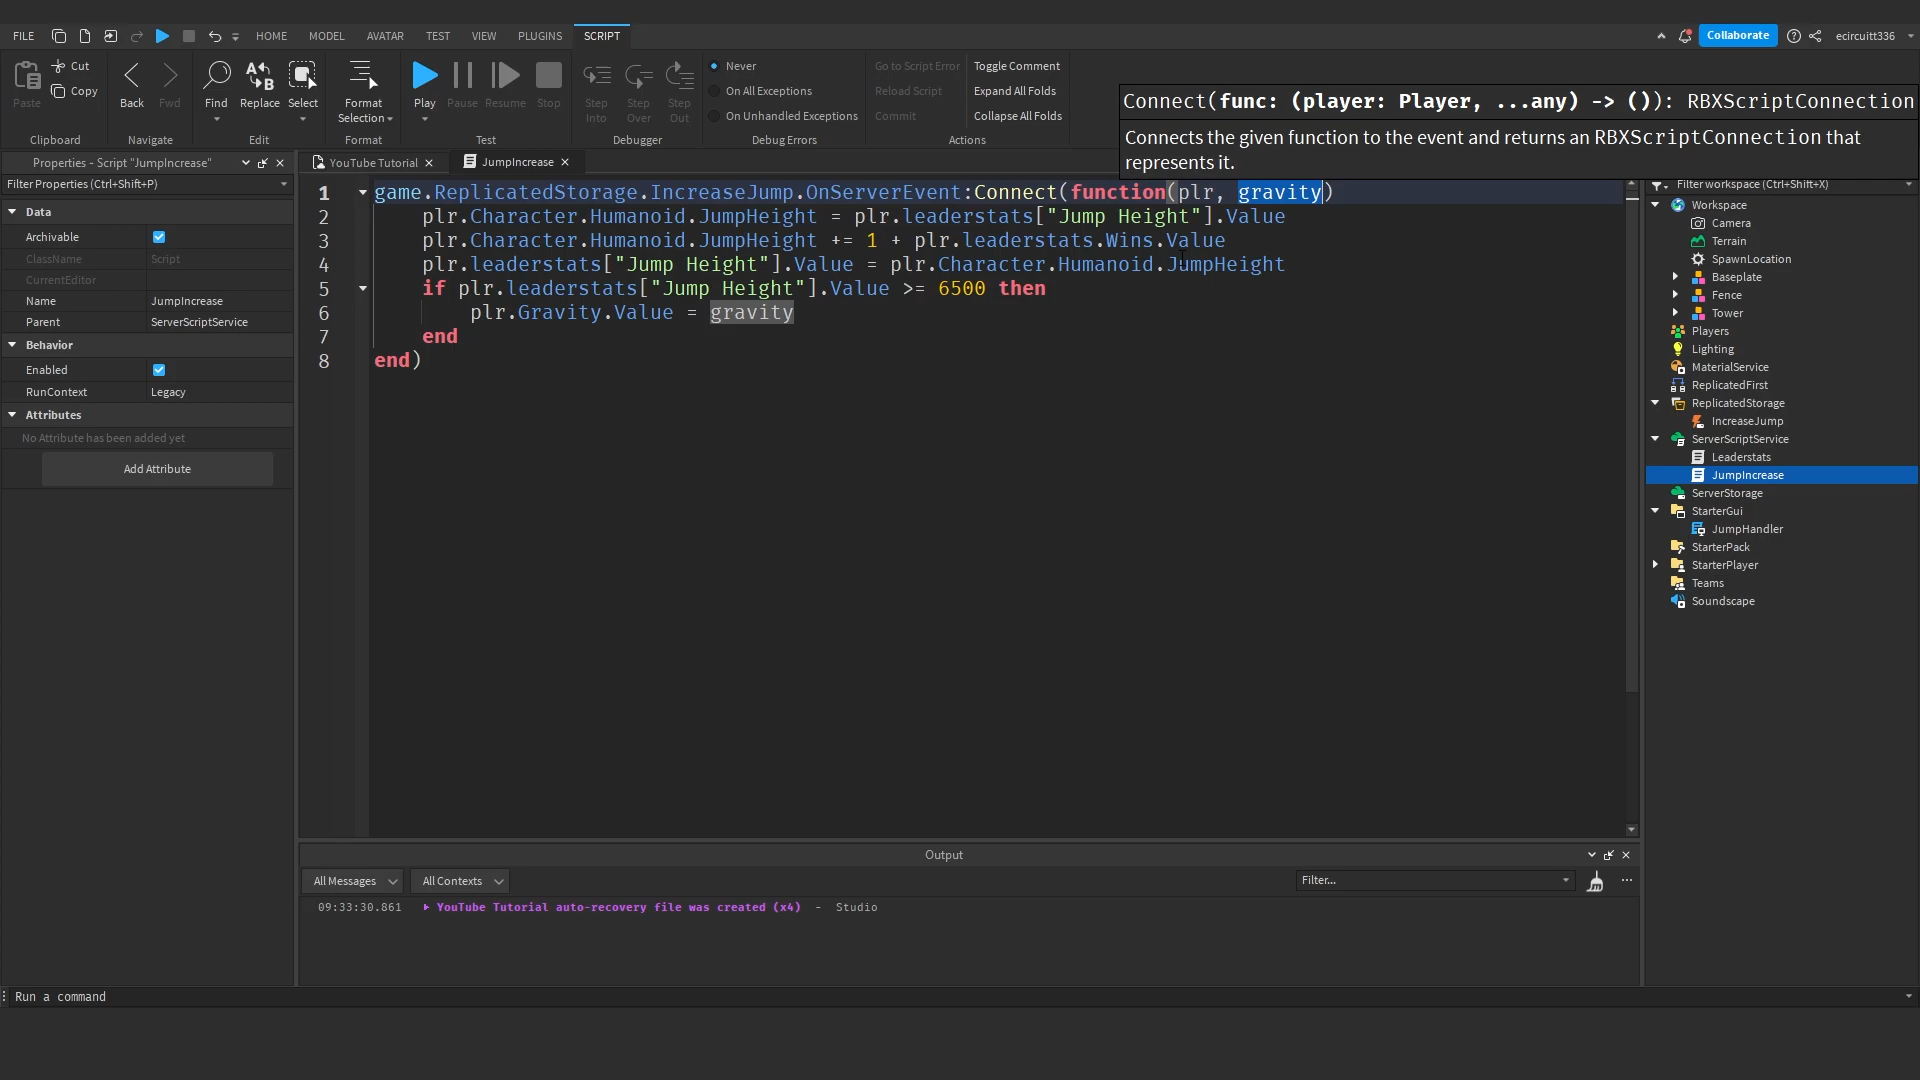 FILE HOME MODEL AVATAR TEST VIEW PLUGINS SCRIPT Collaborate ecircuitt336
Paste Cut Copy Back Fwd Find Replace Select Format Selection Play Pause Resume Stop Step Into Step Over Step Out
Never
On All Exceptions
On Unhandled Exceptions
Go to Script Error
Reload Script
Commit
Toggle Comment
Expand All Folds
Collapse All Folds
Clipboard Navigate Edit Format Test Debugger Debug Errors Actions
Connect(func: (player: Player, ...any) -> ()): RBXScriptConnection
Connects the given function to the event and returns an RBXScriptConnection that
represents it.
Properties - Script "JumpIncrease"
Filter Properties (Ctrl+Shift+P)
Data
Archivable
ClassName Script
CurrentEditor
Name JumpIncrease
Parent ServerScriptService
Behavior
Enabled
RunContext Legacy
Attributes
No Attribute has been added yet
Add Attribute
YouTube Tutorial JumpIncrease
1 game.ReplicatedStorage.IncreaseJump.OnServerEvent:Connect(function(plr, gravity)
2 plr.Character.Humanoid.JumpHeight = plr.leaderstats["Jump Height"].Value
3 plr.Character.Humanoid.JumpHeight += 1 + plr.leaderstats.Wins.Value
4 plr.leaderstats["Jump Height"].Value = plr.Character.Humanoid.JumpHeight
5 if plr.leaderstats["Jump Height"].Value >= 6500 then
6 plr.Gravity.Value = gravity
7 end
8 end)
Filter workspace (Ctrl+Shift+X)
Workspace
Camera
Terrain
SpawnLocation
Baseplate
Fence
Tower
Players
Lighting
MaterialService
ReplicatedFirst
ReplicatedStorage
IncreaseJump
ServerScriptService
Leaderstats
JumpIncrease
ServerStorage
StarterGui
JumpHandler
StarterPack
StarterPlayer
Teams
Soundscape
Output
All Messages All Contexts Filter...
09:33:30.861 YouTube Tutorial auto-recovery file was created (x4) - Studio
Run a command